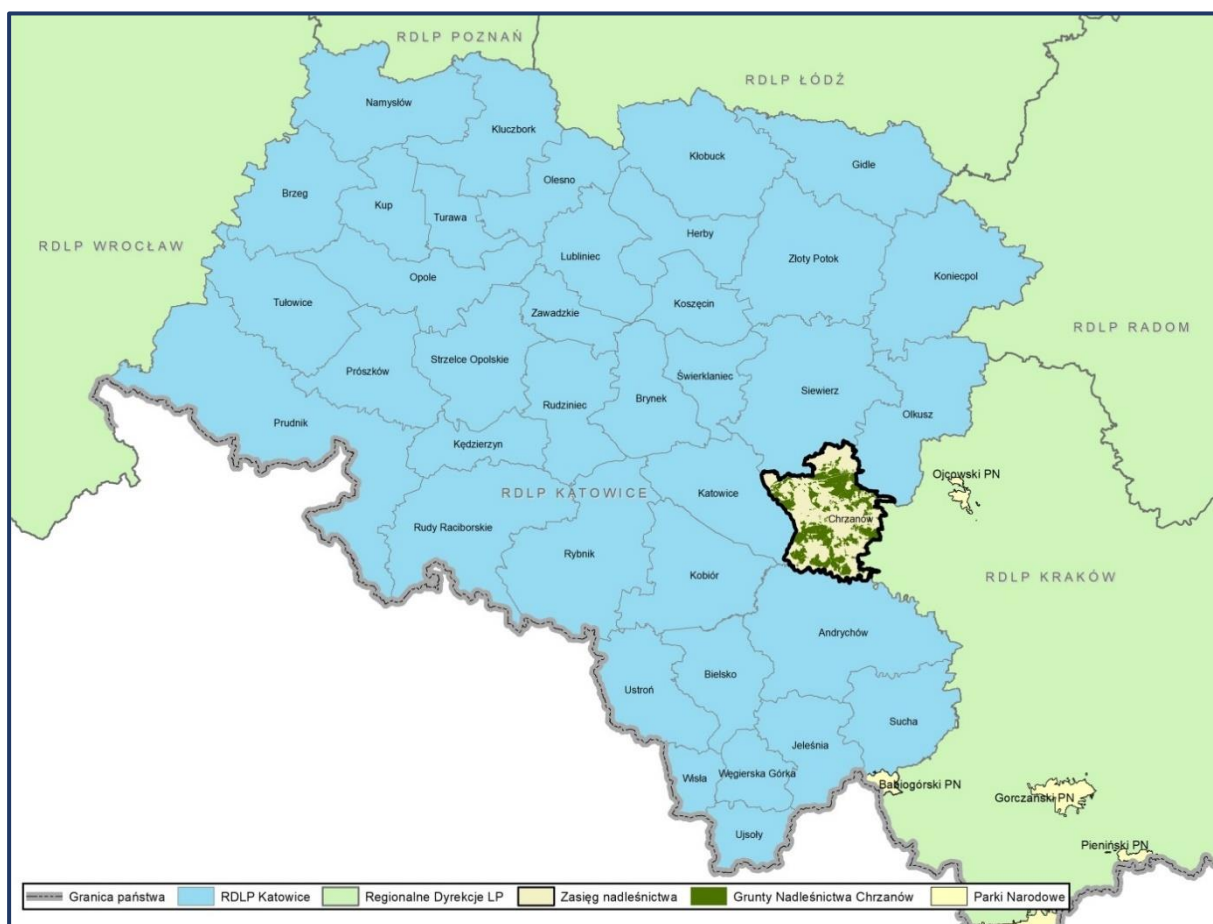 RDLP POZNAŃ
RDLP ŁÓDŹ
Namysłów
Kluczbork
Kłobuck
Gidle
Olesno
Brzeg
Kup
Turawa
Herby
RDLP WROCŁAW
Lubliniec
Złoty Potok
Opole
Koniecpol
Tułowice
Koszęcin
Zawadzkie
RDLP RADOM
Strzelce Opolskie
Prószków
Świerklaniec
Siewierz
Rudziniec
Brynek
Olkusz
Prudnik
Kędzierzyn
Ojcowski PN
RDLP KATOWICE
Katowice
Chrzanów
Rudy Raciborskie
Rybnik
Kobiór
RDLP KRAKÓW
Andrychów
Bielsko
Ustroń
Sucha
Jeleśnia
Wisła
Węgierska Górka
Babiogórski PN
Gorczański PN
Ujsoły
Pieniński PN
Granica państwa
RDLP Katowice
Regionalne Dyrekcje LP
Zasięg nadleśnictwa
Grunty Nadleśnictwa Chrzanów
Parki Narodowe